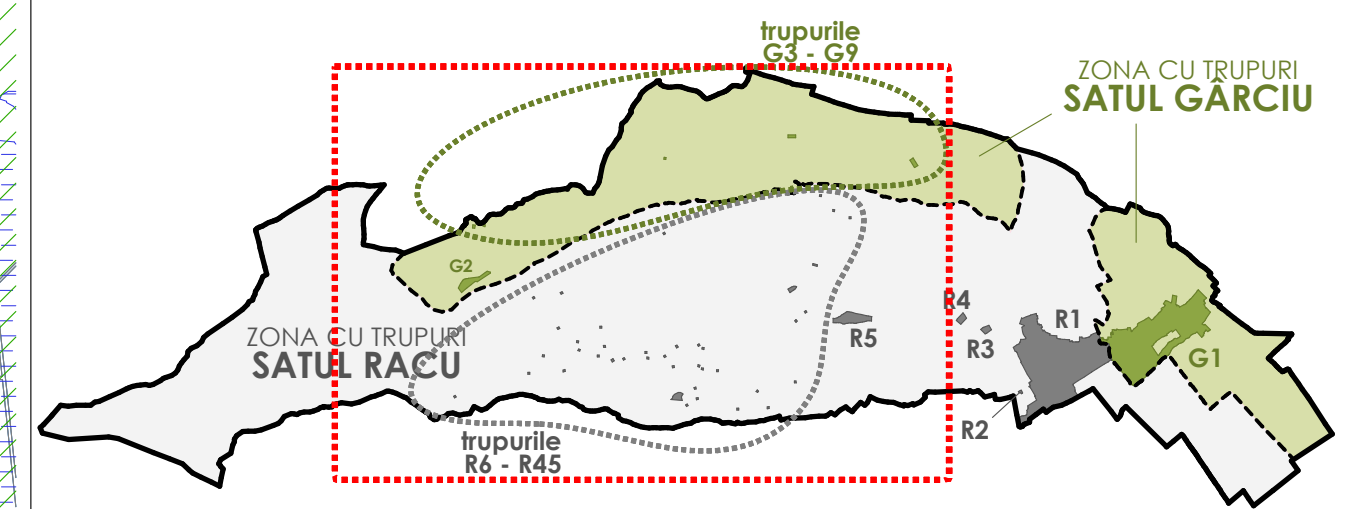 trupurile
G3 - G9
ZONA CU TRUPURI
SATUL GÂRCIU
G2
R4
R1
ZONA CU TRUPURI
SATUL RACU
R5
R3
G1
R2
trupurile
R6 - R45